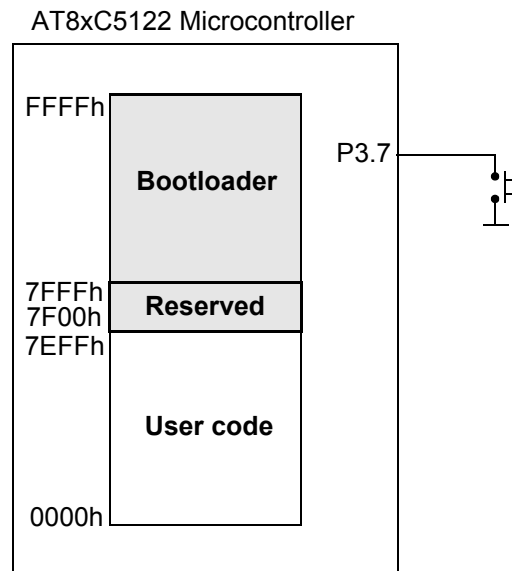 AT8xC5122 Microcontroller
FFFFh
P3.7
Bootloader
7FFFh
Reserved
7F00h
7EFFh
User code
0000h